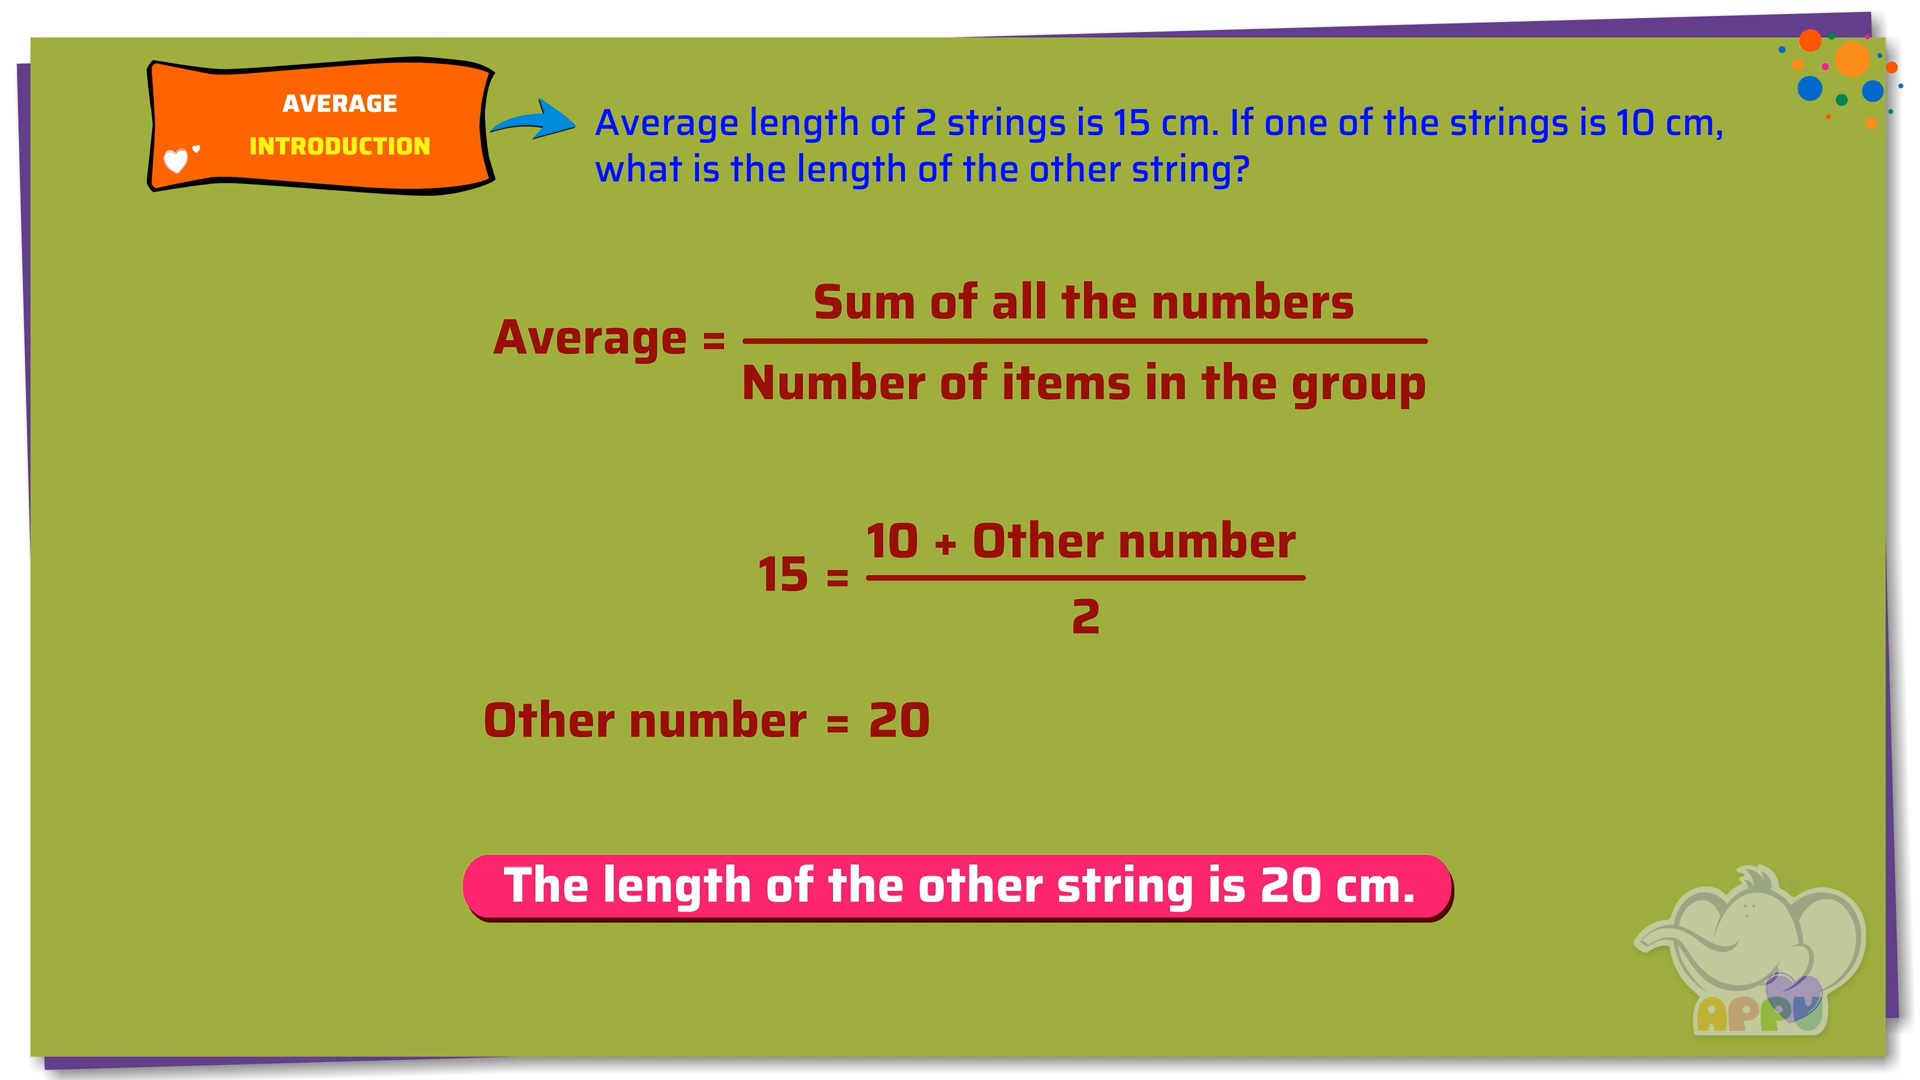 AVERAGE
INTRODUCTION
Average length of 2 strings is 15 cm. If one of the strings is 10 cm,
what is the length of the other string?
Average = Sum of all the numbers
Number of items in the group
15 = 10 + Other number
2
Other number = 20
The length of the other string is 20 cm.
APPU